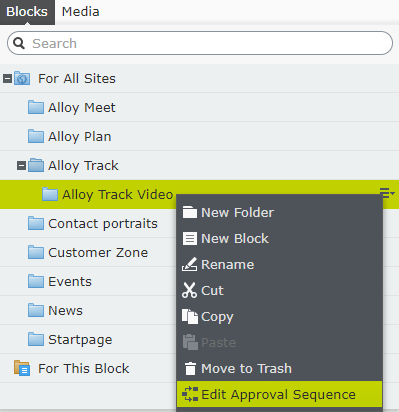 Blocks Media
Search
For All Sites
Alloy Meet
Alloy Plan
Alloy Track
Alloy Track Video
New Folder
Contact portraits
New Block
Customer Zone
Rename
Events
Cut
News
Copy
Startpage
Paste
For This Block
Move to Trash
Edit Approval Sequence